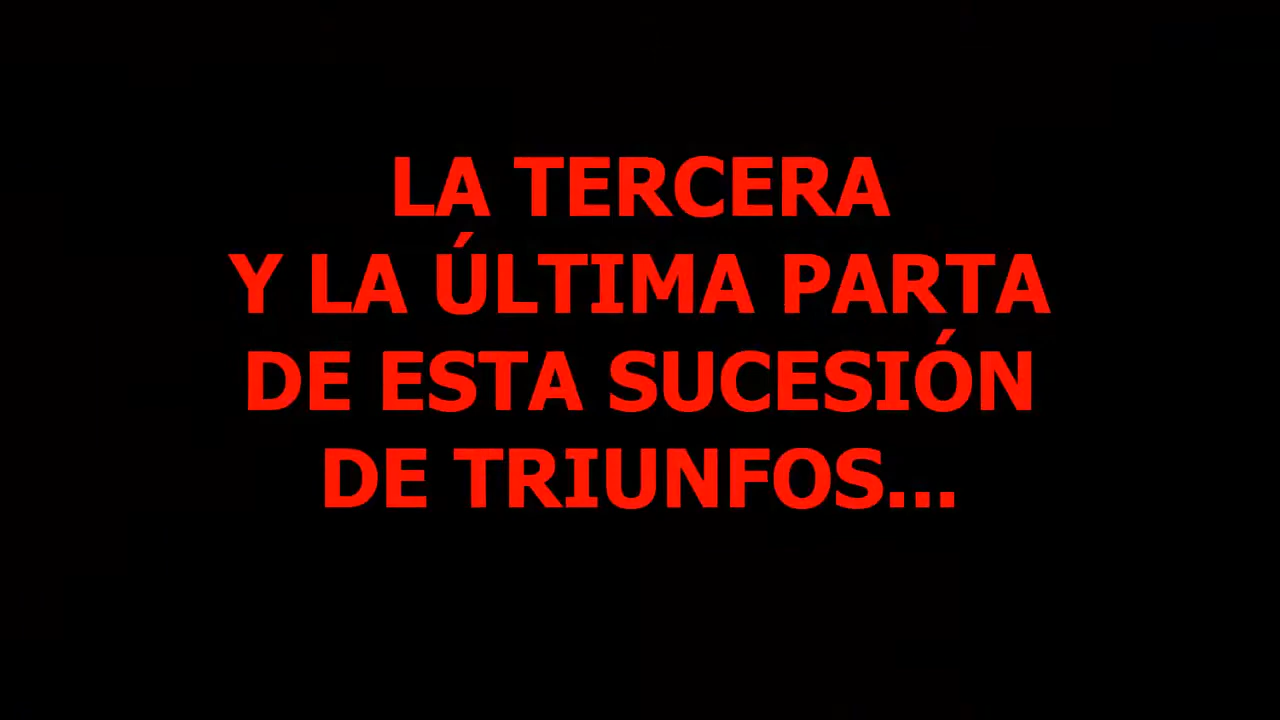 LA TERCERA
Y LA ÚLTIMA PARTA
DE ESTA SUCESIÓN
DE TRIUNFOS...